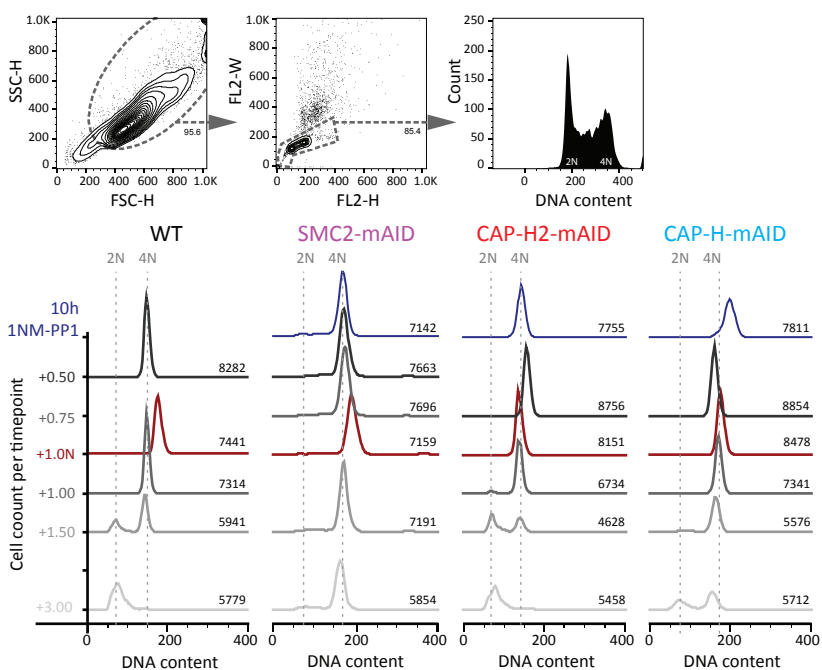 1.0K
800
600
400
200
0
SSC-H
95.6
0 200 400 600 800 1.0K
FSC-H
1.0K
800
600
400
200
0
FL2-W
85.4
0 200 400 600 800 1.0K
FL2-H
250
200
150
100
50
0
Count
2N 4N
0 200 400
DNA content
WT SMC2-mAID CAP-H2-mAID CAP-H-mAID
2N 4N 2N 4N 2N 4N 2N 4N
10h
1NM-PP1
7142 7755 7811
+0.50 8282 7663
+0.75 7696 8756 8854
+1.0N 7441 7159 8151 8478
+1.00 7314 6734 7341
+1.50 5941 7191 4628 5576
+3.00 5779 5854 5458 5712
Cell coount per timepoint
0 200 400 0 200 400 0 200 400 0 200 400
DNA content DNA content DNA content DNA content